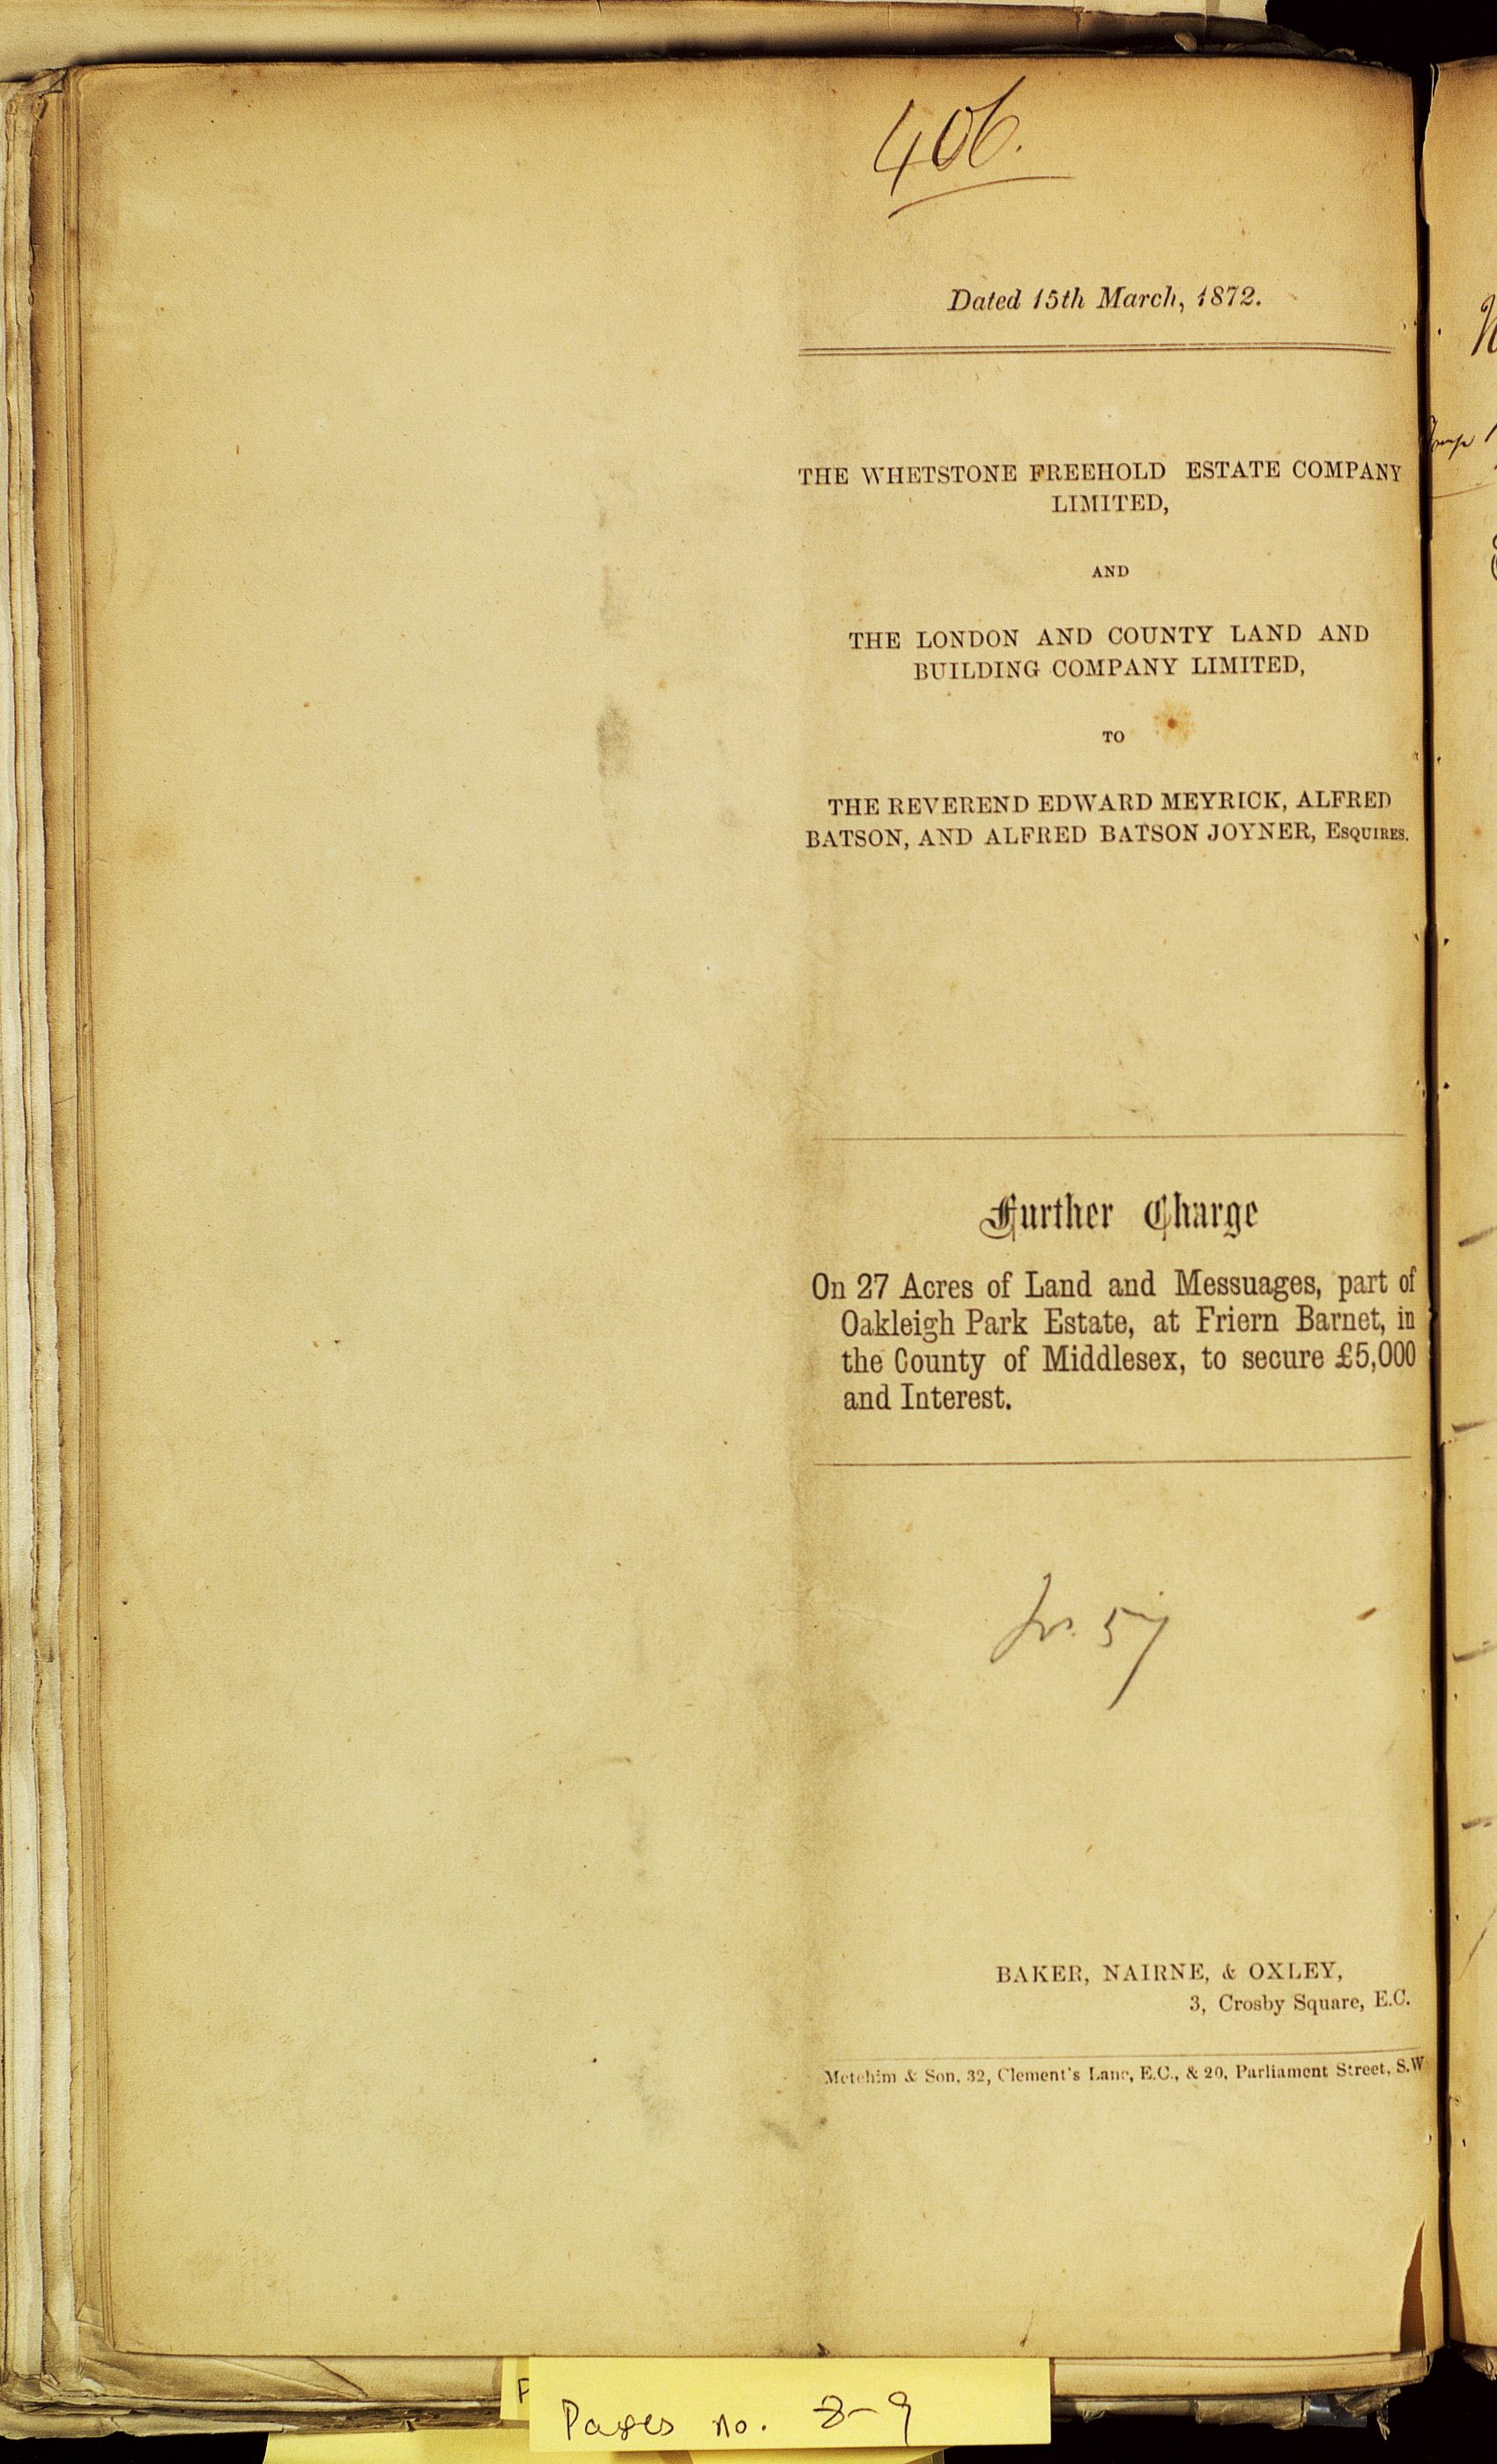 406.
Dated 15th March, 1872.
THE WHETSTONE FREEHOLD ESTATE COMPANY
LIMITED,
AND
THE LONDON AND COUNTY LAND AND
BUILDING COMPANY LIMITED,
TO
THE REVEREND EDWARD MEYRICK, ALFRED
BATSON, AND ALFRED BATSON JOYNER, ESQUIRES.
Further Charge
On 27 Acres of Land and Messuages, part of
Oakleigh Park Estate, at Friern Barnet, in
the County of Middlesex, to secure £5,000
and Interest.
57
BAKER, NAIRNE, & OXLEY,
3, Crosby Square, E.C.
Metchim & Son, 32, Clement's Lane, E.C., & 20, Parliament Street, S.W
Pages no. 8-9